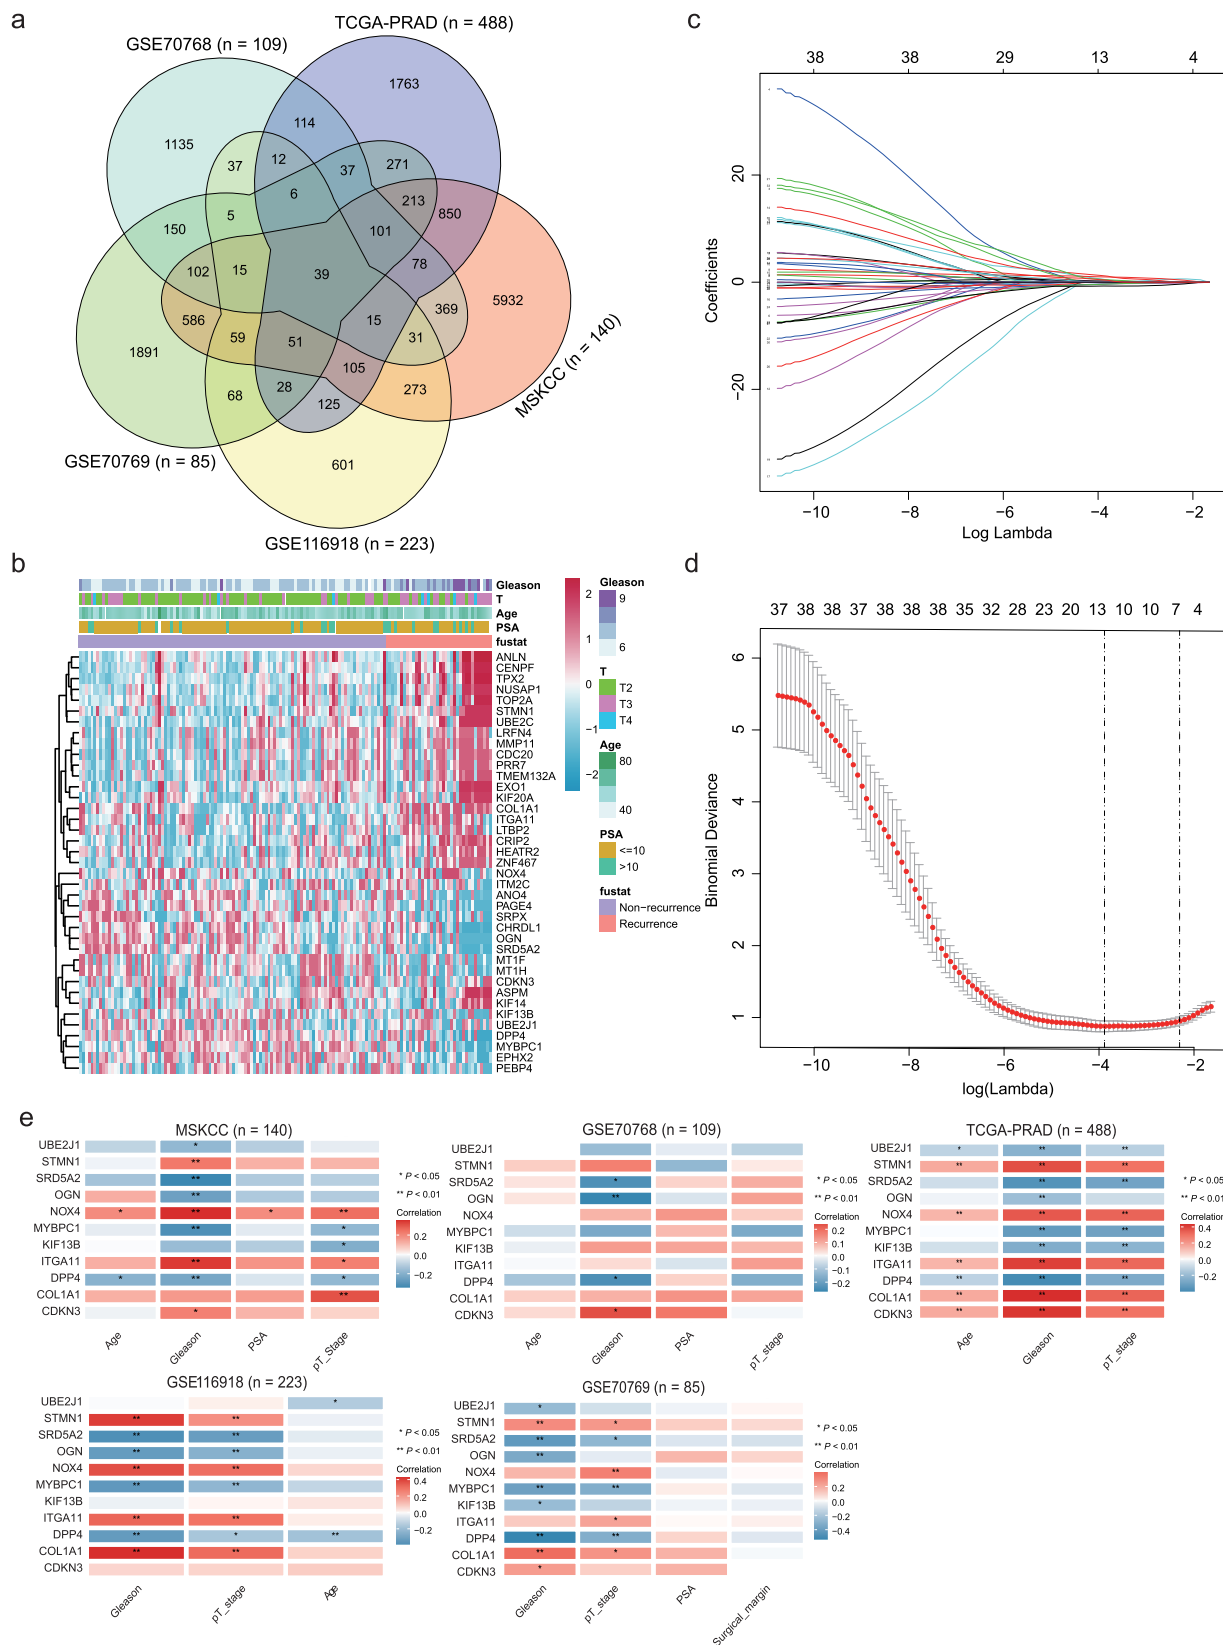 a
TCGA-PRAD (n = 488)
GSE70768 (n = 109)
1763
114
1135
37
12
37
271
6
213
850
5
150
101
102
15
39
78
5932
369
586
15
59
51
31
1891
105
28
273
68
125
MSKCC (n = 140)
GSE70769 (n = 85)
601
GSE116918 (n = 223)
c
38 38 29 13 4
20
0
−20
Coefficients
−10 −8 −6 −4 −2
Log Lambda
b
Gleason
T
Age
PSA
fustat
ANLN
CENPF
TPX2
NUSAP1
TOP2A
STMN1
UBE2C
LRFN4
MMP11
CDC20
PRR7
TMEM132A
EXO1
KIF20A
COL1A1
ITGA11
LTBP2
CRIP2
HEATR2
ZNF467
NOX4
ITM2C
ANO4
PAGE4
SRPX
CHRDL1
OGN
SRD5A2
MT1F
MT1H
CDKN3
ASPM
KIF14
KIF13B
UBE2J1
DPP4
MYBPC1
EPHX2
PEBP4
2
1
0
−1
−2
Gleason
9
6
T
T2
T3
T4
Age
80
40
PSA
<=10
>10
fustat
Non−recurrence
Recurrence
d
37 38 38 37 38 38 38 38 35 32 28 23 20 13 10 10 7 4
6
5
4
3
2
1
Binomial Deviance
−10 −8 −6 −4 −2
log(Lambda)
e
MSKCC (n = 140)
UBE2J1 *
STMN1 **
SRD5A2 **
OGN **
NOX4 * ** * **
MYBPC1 ** *
KIF13B *
ITGA11 ** *
DPP4 * ** *
COL1A1 **
CDKN3 *
Age Gleason PSA pT_Stage
* P < 0.05
** P < 0.01
Correlation
0.2
0.0
−0.2
GSE70768 (n = 109)
UBE2J1
STMN1
SRD5A2 *
OGN **
NOX4
MYBPC1
KIF13B
ITGA11
DPP4 *
COL1A1
CDKN3 *
Age Gleason PSA pT_stage
* P < 0.05
** P < 0.01
Correlation
0.2
0.1
0.0
−0.1
−0.2
TCGA-PRAD (n = 488)
UBE2J1 * ** **
STMN1 ** ** **
SRD5A2 ** **
OGN **
NOX4 ** ** **
MYBPC1 ** **
KIF13B ** **
ITGA11 ** ** **
DPP4 ** ** **
COL1A1 ** ** **
CDKN3 ** ** **
Age Gleason pT_stage
* P < 0.05
** P < 0.01
Correlation
0.4
0.2
0.0
−0.2
GSE116918 (n = 223)
UBE2J1 *
STMN1 ** **
SRD5A2 ** **
OGN ** **
NOX4 ** **
MYBPC1 ** **
KIF13B
ITGA11 ** **
DPP4 ** * **
COL1A1 ** **
CDKN3
Gleason pT_stage Age
* P < 0.05
** P < 0.01
Correlation
0.4
0.2
0.0
−0.2
GSE70769 (n = 85)
UBE2J1 *
STMN1 ** *
SRD5A2 ** *
OGN **
NOX4 **
MYBPC1 ** **
KIF13B *
ITGA11 *
DPP4 ** **
COL1A1 ** *
CDKN3 *
Gleason pT_stage PSA Surgical_margin
* P < 0.05
** P < 0.01
Correlation
0.2
0.0
−0.2
−0.4